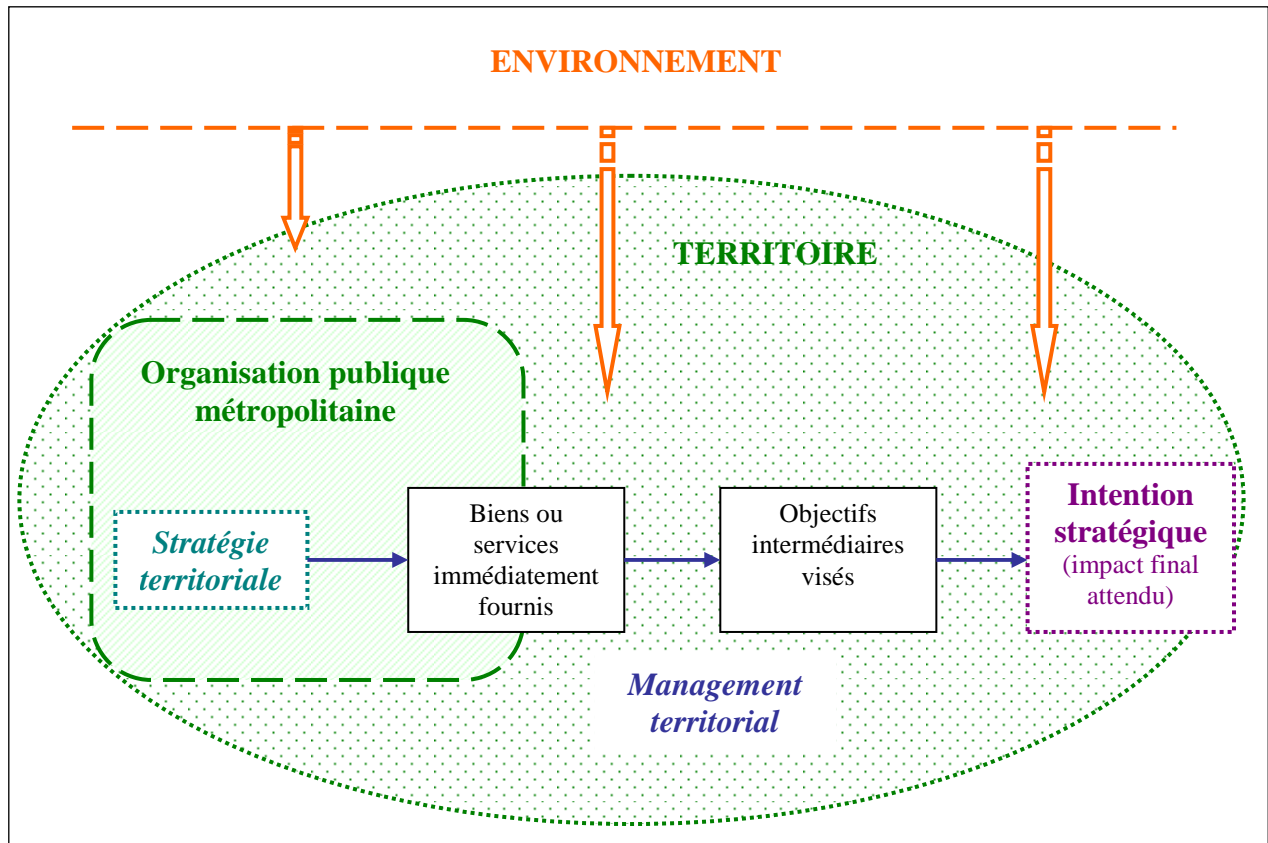 ENVIRONNEMENT
TERRITOIRE
Organisation publique
métropolitaine
Stratégie
territoriale
Biens ou
services
immédiatement
fournis
Objectifs
intermédiaires
visés
Intention
stratégique
(impact final
attendu)
Management
territorial